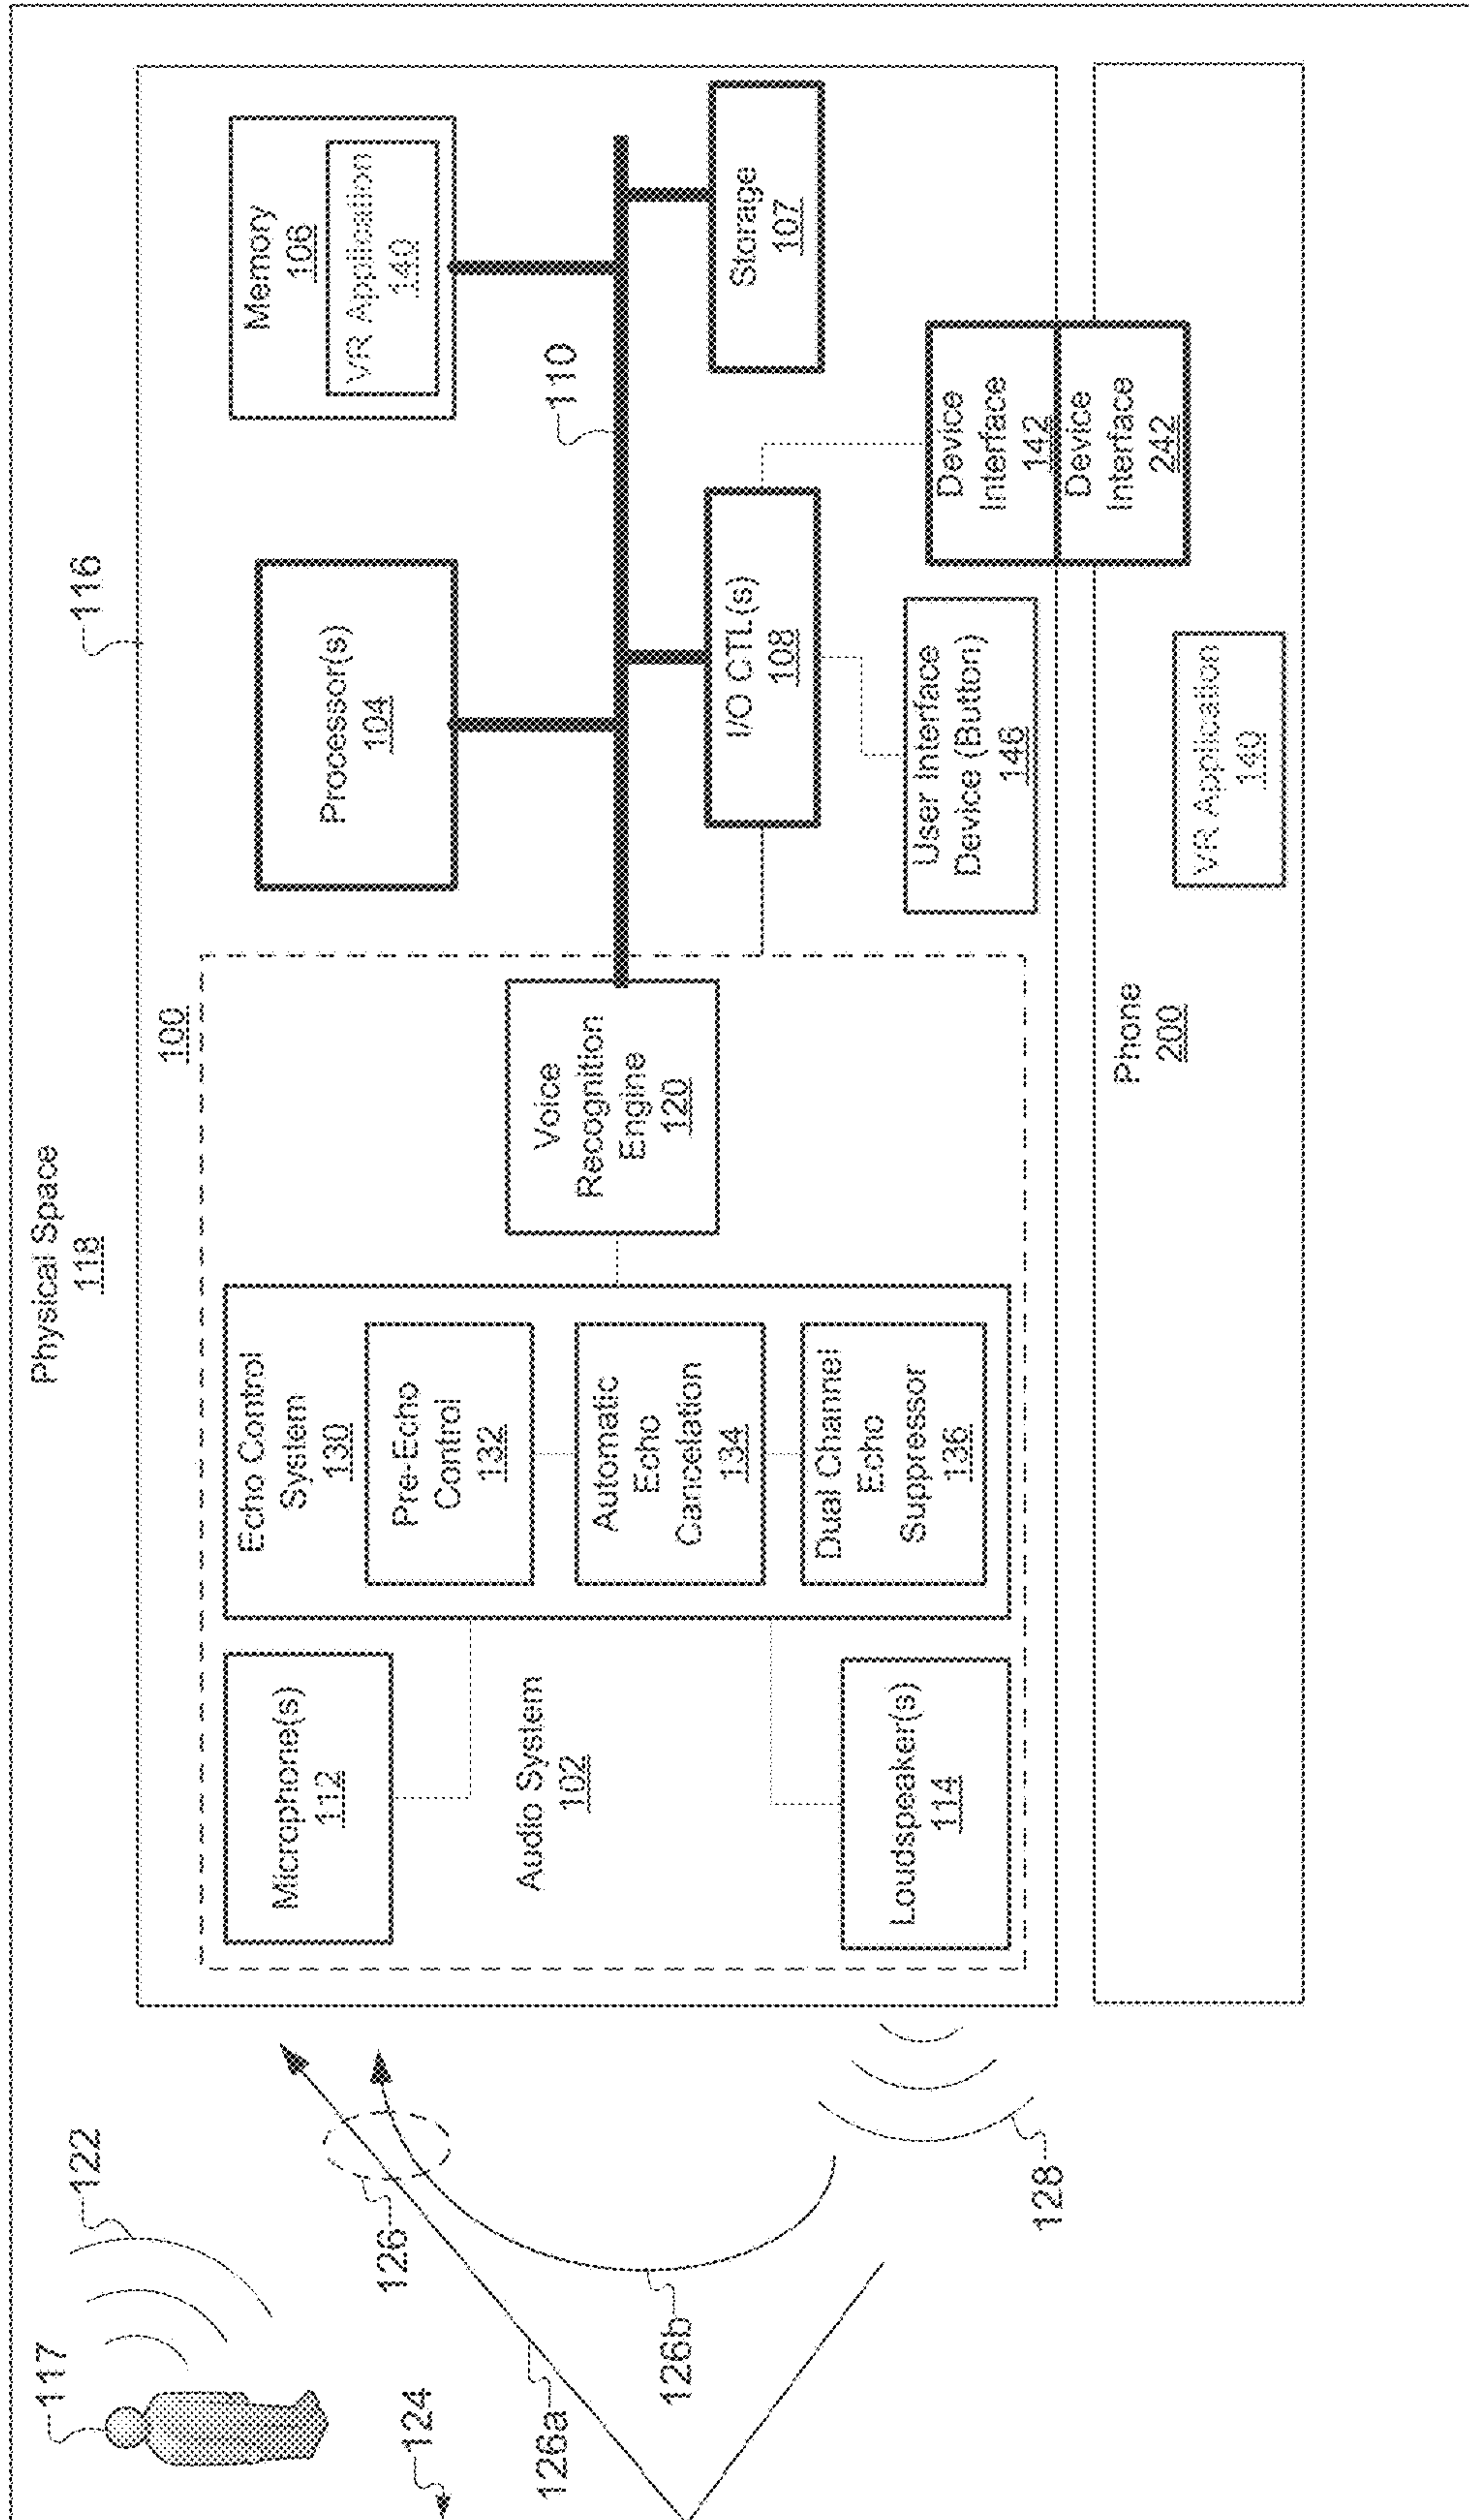 Physical Space
118
116
100
117
122
124
126
126a
126b
128
Microphone(s)
112
Audio System
102
Loudspeaker(s)
114
Echo Control
System
130
Pre-Echo
Control
132
Automatic
Echo
Cancelation
134
Dual Channel
Echo
Suppressor
136
Voice
Recognition
Engine
120
Processor(s)
104
Memory
106
VR Application
140
110
I/O CTL(s)
108
Storage
107
User Interface
Device (Button)
146
Device
Interface
142
Device
Interface
242
Phone
200
VR Application
140